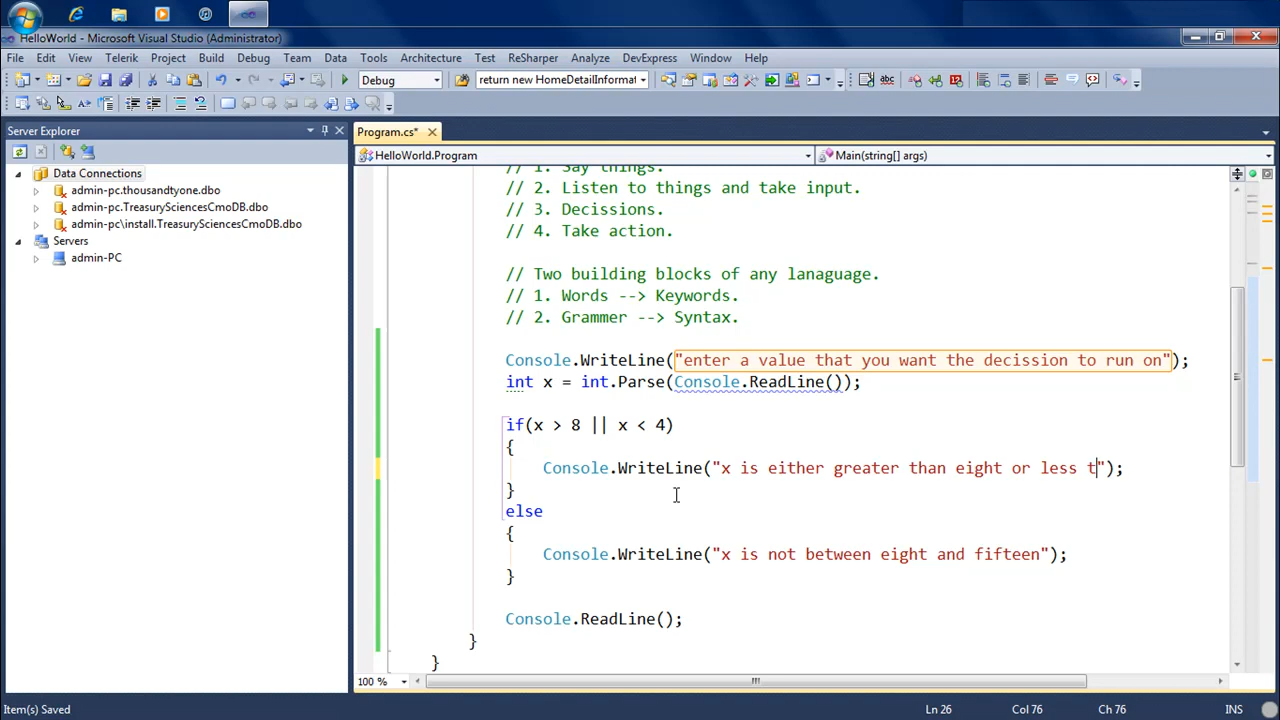 HelloWorld - Microsoft Visual Studio (Administrator)
File Edit View Telerik Project Build Debug Team Data Tools Architecture Test ReSharper Analyze DevExpress Window Help
Debug return new HomeDetailInformat
Server Explorer
Program.cs*
HelloWorld.Program Main(string[] args)
Data Connections
admin-pc.thousandtyone.dbo
admin-pc.TreasurySciencesCmoDB.dbo
admin-pc\install.TreasurySciencesCmoDB.dbo
Servers
admin-PC
// 1. Say things.
// 2. Listen to things and take input.
// 3. Decissions.
// 4. Take action.
// Two building blocks of any lanaguage.
// 1. Words --> Keywords.
// 2. Grammer --> Syntax.
Console.WriteLine("enter a value that you want the decission to run on");
int x = int.Parse(Console.ReadLine());
if(x > 8 || x < 4)
{
Console.WriteLine("x is either greater than eight or less t");
}
else
{
Console.WriteLine("x is not between eight and fifteen");
}
Console.ReadLine();
}
}
100 %
Item(s) Saved Ln 26 Col 76 Ch 76 INS